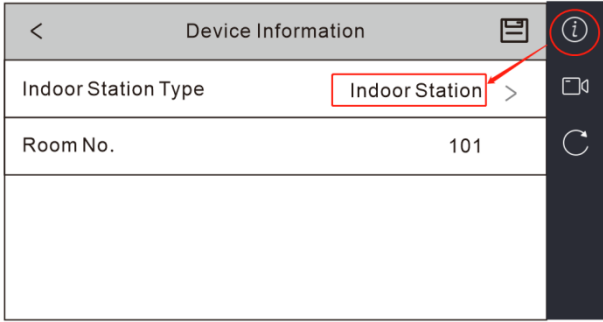 Device Information
Indoor Station Type Indoor Station
Room No. 101